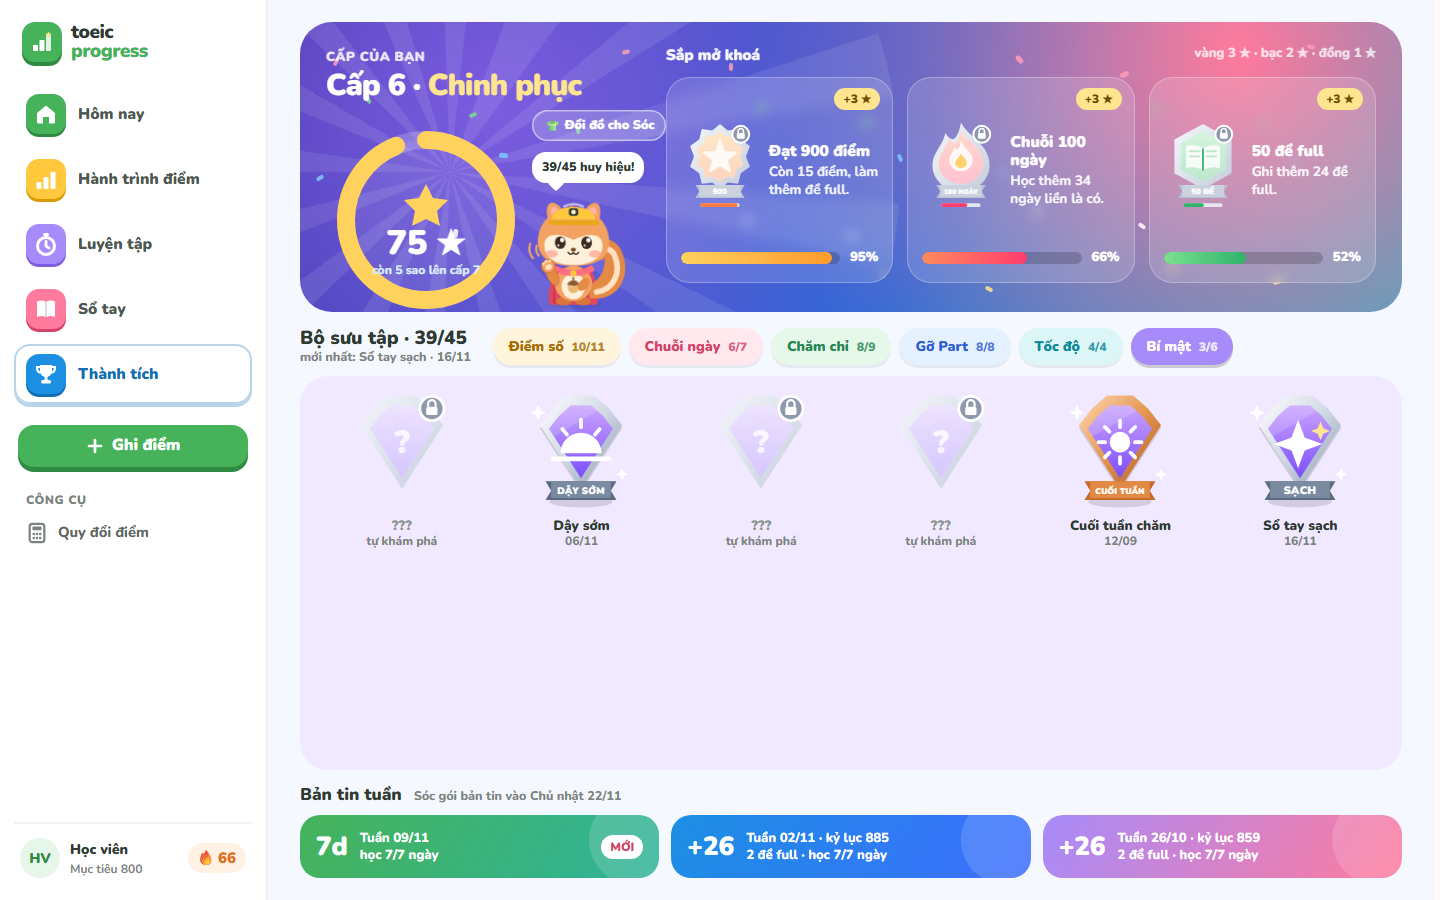 toeic
progress
Hôm nay
Hành trình điểm
Luyện tập
Sổ tay
Thành tích
+ Ghi điểm
CÔNG CỤ
Quy đổi điểm
HV
Học viên
Mục tiêu 800
66
CẤP CỦA BẠN
Cấp 6 · Chinh phục
75 ★
còn 5 sao lên cấp 7
Đổi đồ cho Sóc
39/45 huy hiệu!
Sắp mở khoá
vàng 3 ★ · bạc 2 ★ · đồng 1 ★
+3 ★
900
Đạt 900 điểm
Còn 15 điểm, làm
thêm đề full.
95%
+3 ★
100 NGÀY
Chuỗi 100
ngày
Học thêm 34
ngày liền là có.
66%
+3 ★
50 ĐỀ
50 đề full
Ghi thêm 24 đề
full.
52%
Bộ sưu tập · 39/45
mới nhất: Sổ tay sạch · 16/11
Điểm số 10/11
Chuỗi ngày 6/7
Chăm chỉ 8/9
Gỡ Part 8/8
Tốc độ 4/4
Bí mật 3/6
?
???
tự khám phá
DẬY SỚM
Dậy sớm
06/11
?
???
tự khám phá
?
???
tự khám phá
CUỐI TUẦN
Cuối tuần chăm
12/09
SẠCH
Sổ tay sạch
16/11
Bản tin tuần
Sóc gói bản tin vào Chủ nhật 22/11
7d
Tuần 09/11
học 7/7 ngày
MỚI
+26
Tuần 02/11 · kỷ lục 885
2 đề full · học 7/7 ngày
+26
Tuần 26/10 · kỷ lục 859
2 đề full · học 7/7 ngày